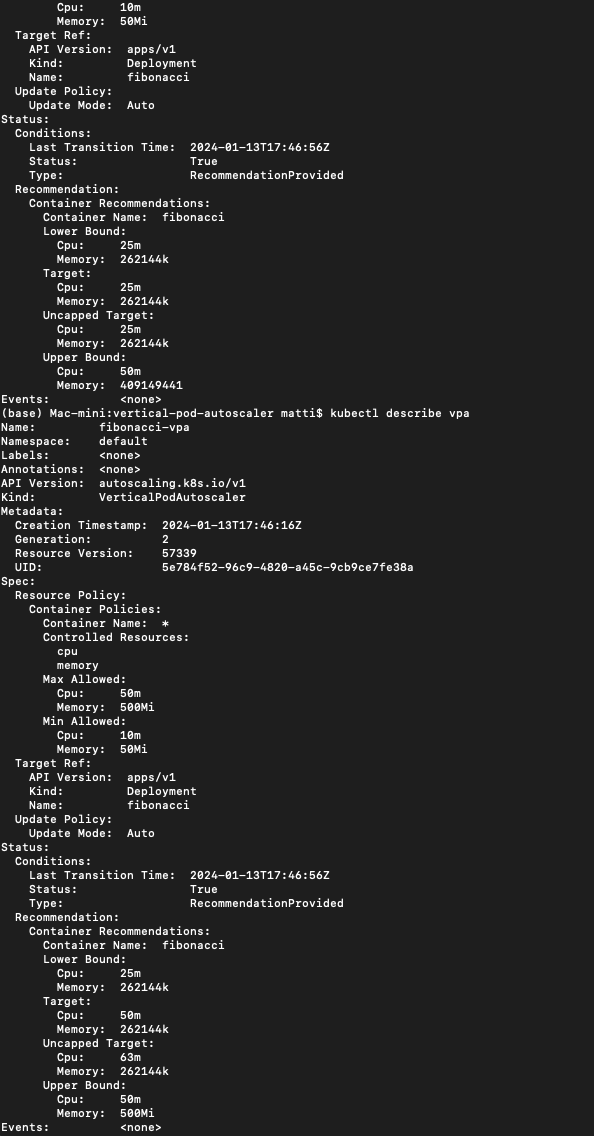 Cpu:     10m
        Memory:  50Mi
  Target Ref:
    API Version:  apps/v1
    Kind:         Deployment
    Name:         fibonacci
  Update Policy:
    Update Mode:  Auto
Status:
  Conditions:
    Last Transition Time:  2024-01-13T17:46:56Z
    Status:                True
    Type:                  RecommendationProvided
  Recommendation:
    Container Recommendations:
      Container Name:  fibonacci
      Lower Bound:
        Cpu:     25m
        Memory:  262144k
      Target:
        Cpu:     25m
        Memory:  262144k
      Uncapped Target:
        Cpu:     25m
        Memory:  262144k
      Upper Bound:
        Cpu:     50m
        Memory:  409149441
Events:          <none>
(base) Mac-mini:vertical-pod-autoscaler matti$ kubectl describe vpa
Name:         fibonacci-vpa
Namespace:    default
Labels:       <none>
Annotations:  <none>
API Version:  autoscaling.k8s.io/v1
Kind:         VerticalPodAutoscaler
Metadata:
  Creation Timestamp:  2024-01-13T17:46:16Z
  Generation:          2
  Resource Version:    57339
  UID:                 5e784f52-96c9-4820-a45c-9cb9ce7fe38a
Spec:
  Resource Policy:
    Container Policies:
      Container Name:  *
      Controlled Resources:
        cpu
        memory
      Max Allowed:
        Cpu:     50m
        Memory:  500Mi
      Min Allowed:
        Cpu:     10m
        Memory:  50Mi
  Target Ref:
    API Version:  apps/v1
    Kind:         Deployment
    Name:         fibonacci
  Update Policy:
    Update Mode:  Auto
Status:
  Conditions:
    Last Transition Time:  2024-01-13T17:46:56Z
    Status:                True
    Type:                  RecommendationProvided
  Recommendation:
    Container Recommendations:
      Container Name:  fibonacci
      Lower Bound:
        Cpu:     25m
        Memory:  262144k
      Target:
        Cpu:     50m
        Memory:  262144k
      Uncapped Target:
        Cpu:     63m
        Memory:  262144k
      Upper Bound:
        Cpu:     50m
        Memory:  500Mi
Events:          <none>